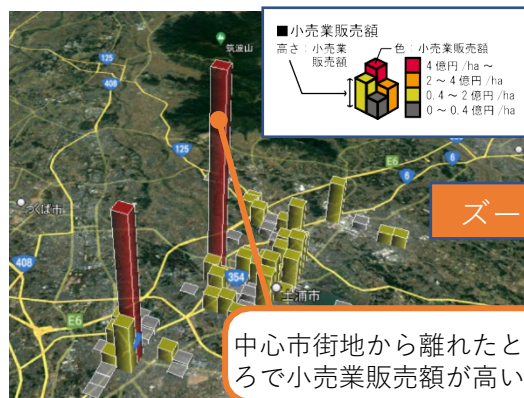 ■小売業販売額
高さ：小売業
販売額
色：小売業販売額
4億円/ha～
2～4億円/ha
0.4～2億円/ha
0～0.4億円/ha
筑波山
125
408
125
E6
6
6
つくば市
ズー
408
354
土浦市
E6
中心市街地から離れたと
ろで小売業販売額が高い